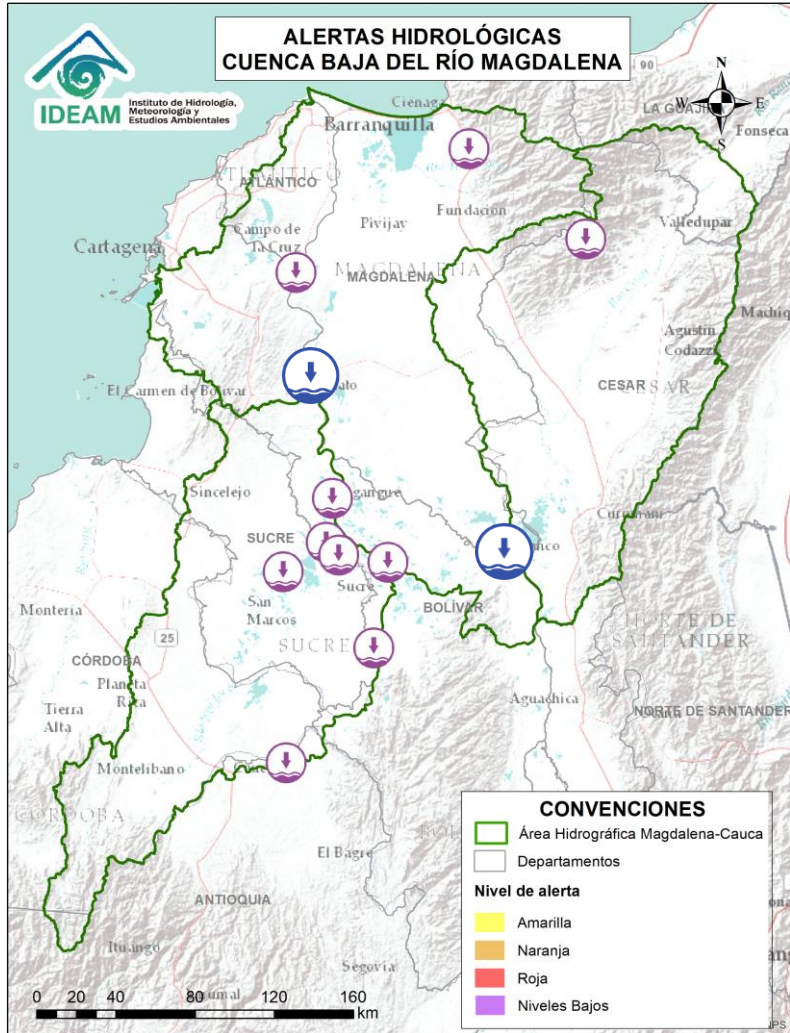 ALERTAS HIDROLÓGICAS
CUENCA BAJA DEL RÍO MAGDALENA
IDEAM
Instituto de Hidrología,
Meteorología y
Estudios Ambientales
N
W E
S
90
Ciénaga
LA GUAJIRA
Barranquilla
Fonseca
ATLÁNTICO
ATLÁNTICO
Fundación
Pivijay
Valledupar
Campo de
la Cruz
Cartagena
MAGDALENA
MAGDALENA
Agustín
Codazzi
CESAR
CESAR
El Carmen de Bolívar
Sincelejo
SUCRE
Sucre
San
Marcos
BOLÍVAR
Montería
SUCRE
NORTE DE
SANTANDER
25
CÓRDOBA
Planeta
Rica
Tierra
Alta
Aguachica
NORTE DE SANTANDER
Montelíbano
CÓRDOBA
El Bagre
ANTIOQUIA
Ituango
Segovia
CONVENCIONES
Área Hidrográfica Magdalena-Cauca
Departamentos
Nivel de alerta
Amarilla
Naranja
Roja
Niveles Bajos
0 20 40 80 120 160
km